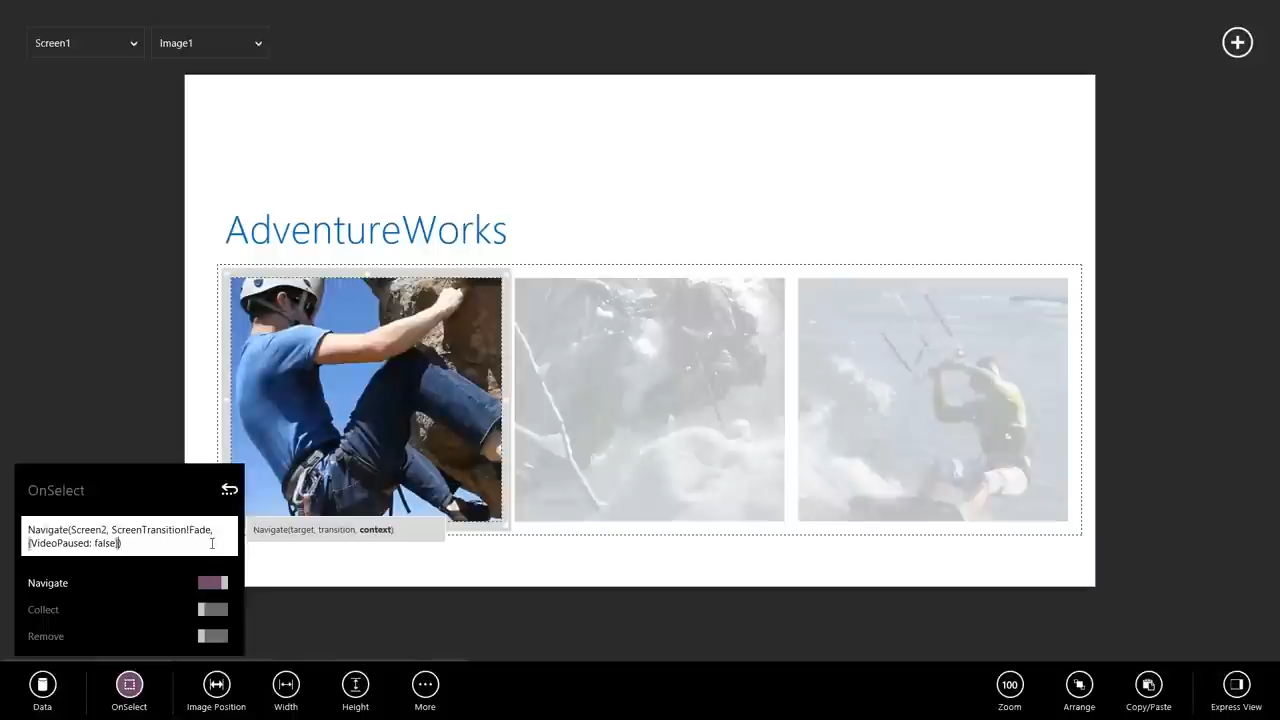 Screen1
Image1
AdventureWorks
OnSelect
Navigate(Screen2, ScreenTransition!Fade,
{VideoPaused: false})
Navigate(target, transition, context)
Navigate
Collect
Remove
Data
OnSelect
Image Position
Width
Height
More
100
Zoom
Arrange
Copy/Paste
Express View